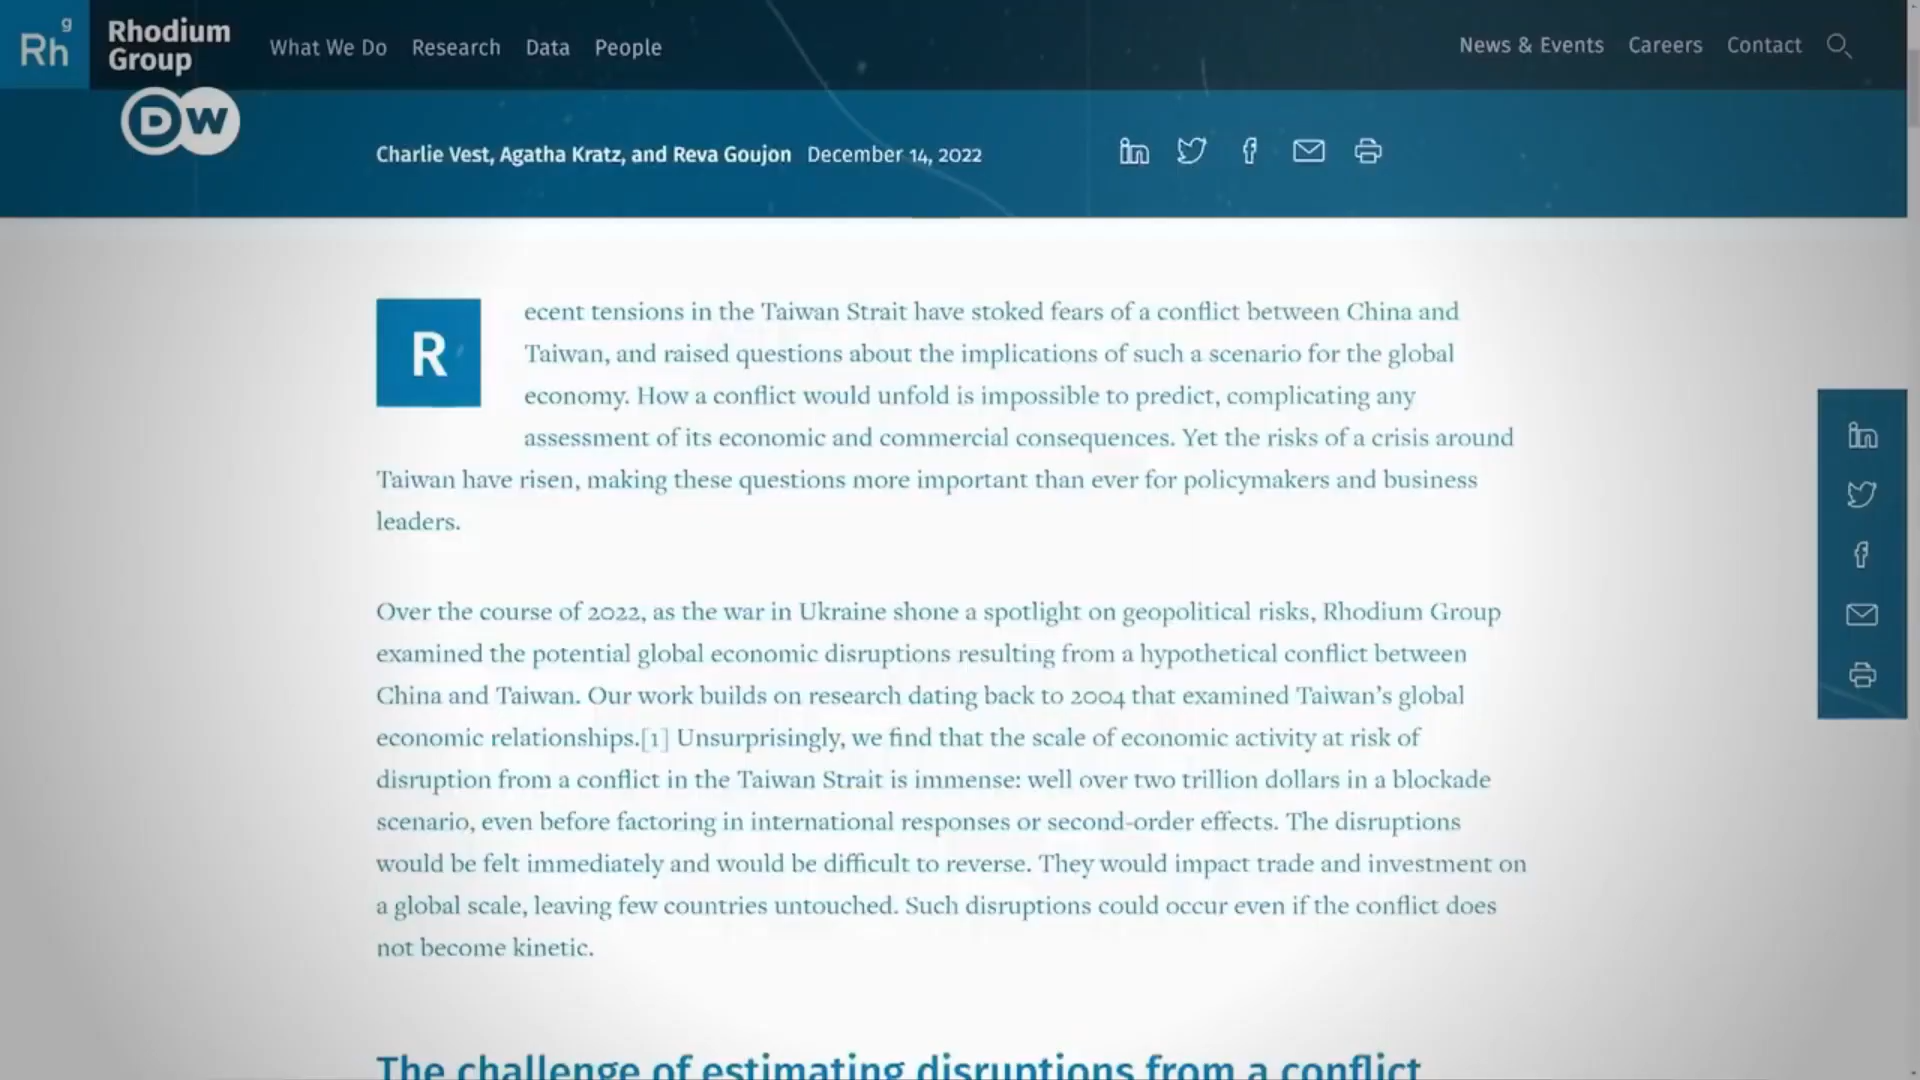 Rh g
Rhodium
Group
What We Do Research Data People
News & Events Careers Contact
DW
Charlie Vest, Agatha Kratz, and Reva Goujon December 14, 2022
Recent tensions in the Taiwan Strait have stoked fears of a conflict between China and
Taiwan, and raised questions about the implications of such a scenario for the global
economy. How a conflict would unfold is impossible to predict, complicating any
assessment of its economic and commercial consequences. Yet the risks of a crisis around
Taiwan have risen, making these questions more important than ever for policymakers and business
leaders.
Over the course of 2022, as the war in Ukraine shone a spotlight on geopolitical risks, Rhodium Group
examined the potential global economic disruptions resulting from a hypothetical conflict between
China and Taiwan. Our work builds on research dating back to 2004 that examined Taiwan's global
economic relationships.[1] Unsurprisingly, we find that the scale of economic activity at risk of
disruption from a conflict in the Taiwan Strait is immense: well over two trillion dollars in a blockade
scenario, even before factoring in international responses or second-order effects. The disruptions
would be felt immediately and would be difficult to reverse. They would impact trade and investment on
a global scale, leaving few countries untouched. Such disruptions could occur even if the conflict does
not become kinetic.
The challenge of estimating disruptions from a conflict